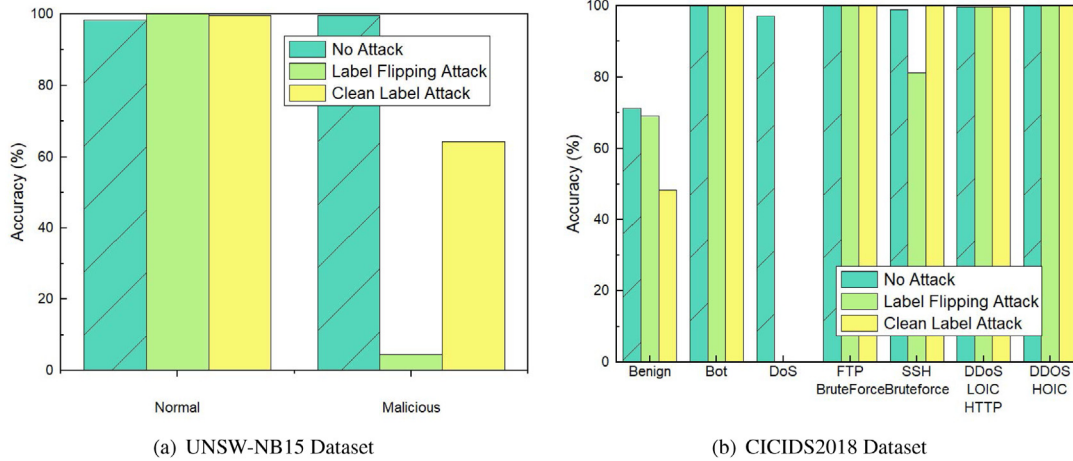 100
80
60
40
20
0
Accuracy (%)
No Attack
Label Flipping Attack
Clean Label Attack
Normal Malicious
(a) UNSW-NB15 Dataset
100
80
60
40
20
0
Accuracy (%)
No Attack
Label Flipping Attack
Clean Label Attack
Benign Bot DoS FTP SSH DDoS DDOS
BruteForce Bruteforce LOIC HOIC
HTTP
(b) CICIDS2018 Dataset